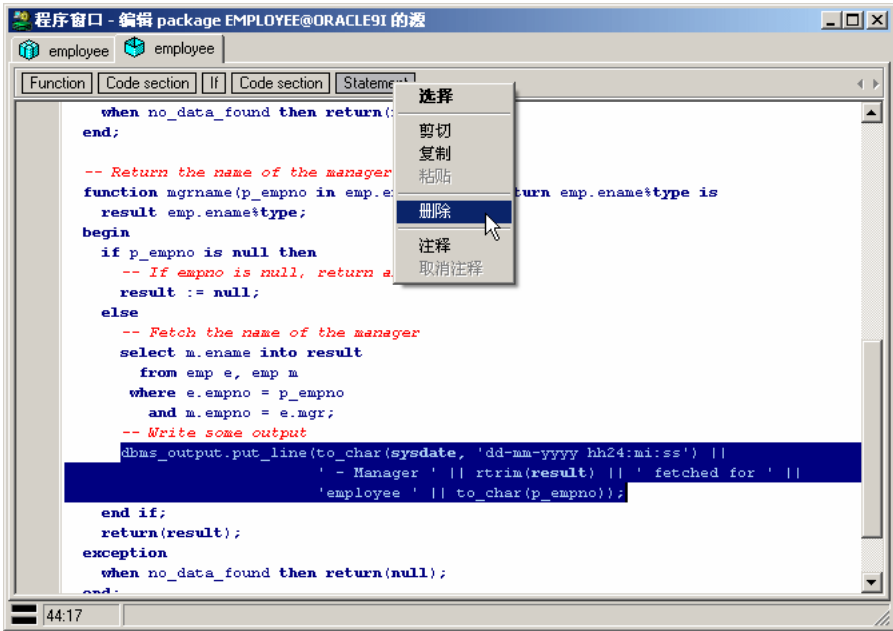 程序窗口 - 编辑 package EMPLOYEE@ORACLE9I 的源
employee employee
Function Code section If Code section Statement
选择
剪切
复制
粘贴
删除
注释
取消注释
when no_data_found then return(
end;
-- Return the name of the manager
function mgrname(p_empno in emp.e turn emp.ename%type is
result emp.ename%type;
begin
if p_empno is null then
-- If empno is null, return a
result := null;
else
-- Fetch the name of the manager
select m.ename into result
from emp e, emp m
where e.empno = p_empno
and m.empno = e.mgr;
-- Write some output
dbms_output.put_line(to_char(sysdate, 'dd-mm-yyyy hh24:mi:ss') ||
' - Manager ' || rtrim(result) || ' fetched for ' ||
'employee ' || to_char(p_empno));
end if;
return(result);
exception
when no_data_found then return(null);
end;
44:17